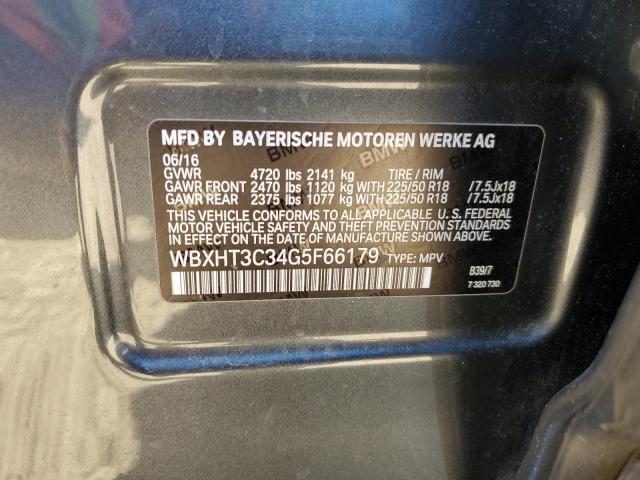 MFD BY BAYERISCHE MOTOREN WERKE AG
06/16
GVWR 4720 lbs 2141 kg TIRE / RIM
GAWR FRONT 2470 lbs 1120 kg WITH 225/50 R18 /7.5Jx18
GAWR REAR 2375 lbs 1077 kg WITH 225/50 R18 /7.5Jx18
THIS VEHICLE CONFORMS TO ALL APPLICABLE U. S. FEDERAL
MOTOR VEHICLE SAFETY AND THEFT PREVENTION
STANDARDS IN EFFECT ON THE DATE OF MANUFACTURE
SHOWN ABOVE.
WBXHT3C34G5F66179 TYPE: MPV
B39/7
7 320 730